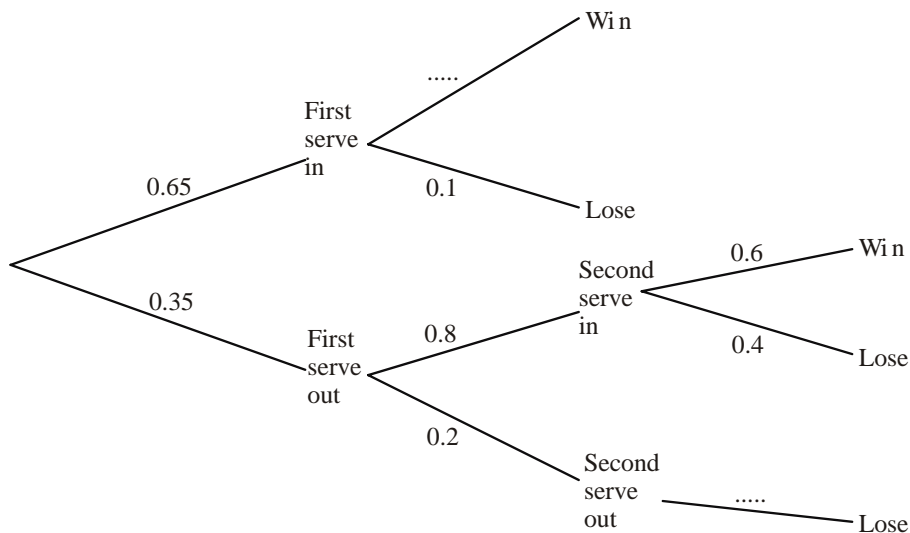 Win
.....
First
serve
in
0.65
0.1
Lose
Win
0.6
Second
serve
in
0.35
First
serve
out
0.8
0.4
Lose
0.2
Second
serve
out
.....
Lose